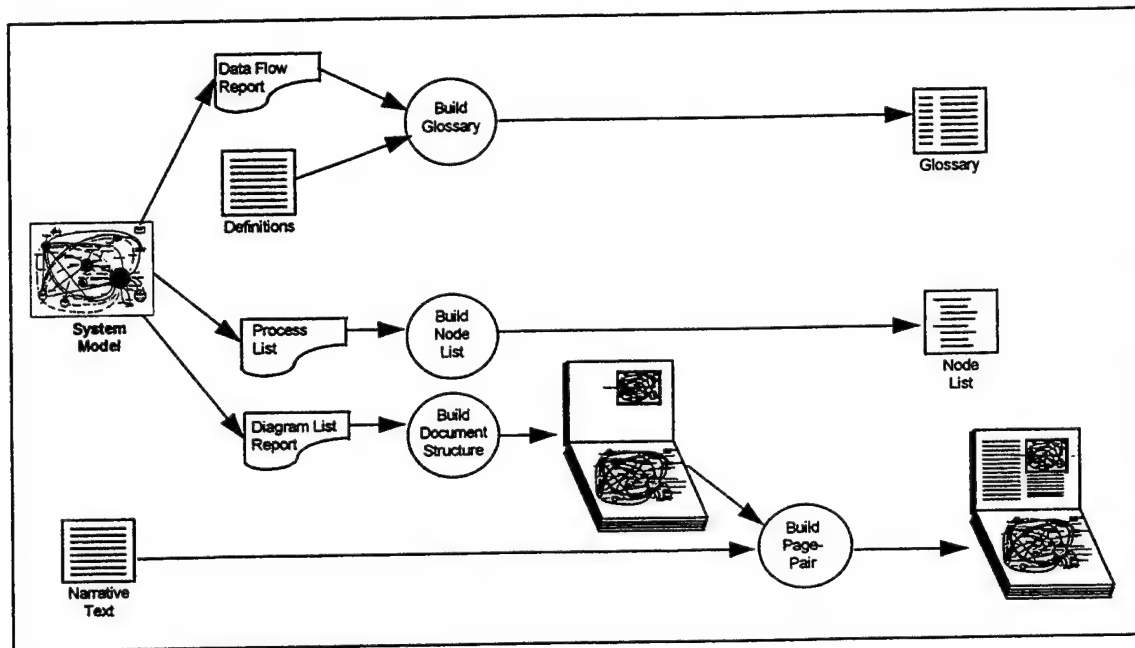 Data Flow
Report
Build
Glossary
Glossary
Definitions
System
Model
Process
List
Build
Node
List
Node
List
Diagram List
Report
Build
Document
Structure
Build
Page-
Pair
Narrative
Text